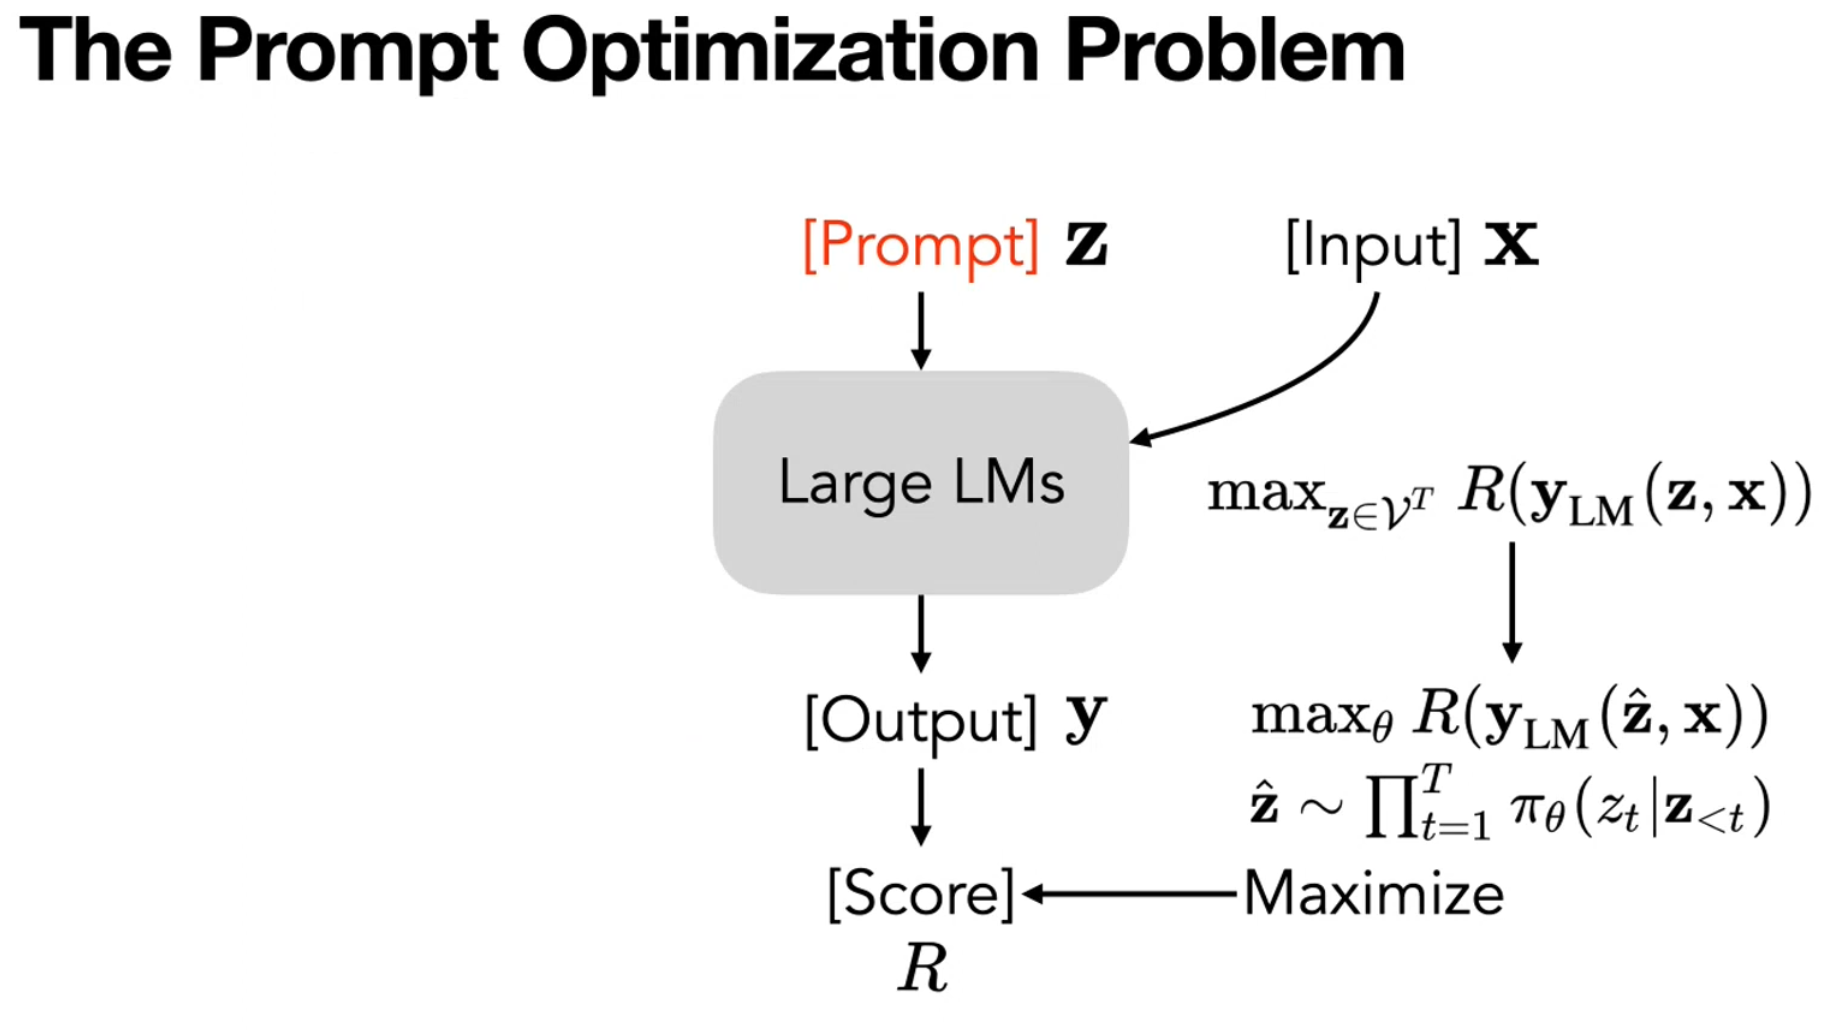 The Prompt Optimization Problem
[Prompt] 𝐳 [Input] 𝐱
Large LMs
max_{𝐳∈𝒱^T} R(𝐲_LM(𝐳, 𝐱))
[Output] 𝐲
max_θ R(𝐲_LM(𝐳̂, 𝐱))
𝐳̂ ∼ ∏_{t=1}^{T} π_θ(z_t|𝐳_{<t})
[Score] Maximize
R